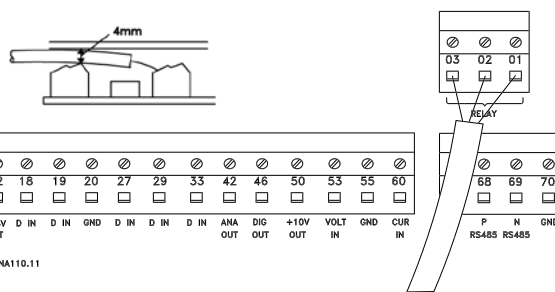 4mm
03 02 01
RELAY
18 19 20 27 29 33 42 46 50 53 55 60 68 69 70
D IN D IN GND D IN D IN D IN ANA OUT DIG OUT +10V OUT VOLT IN GND CUR IN P RS485 N RS485
NA110.11